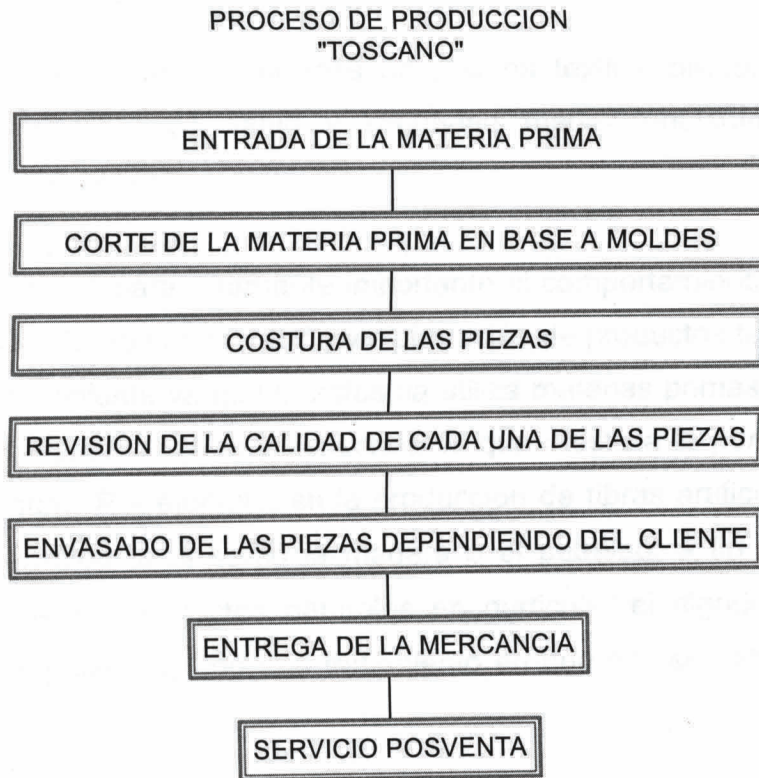 PROCESO DE PRODUCCION
"TOSCANO"
ENTRADA DE LA MATERIA PRIMA
CORTE DE LA MATERIA PRIMA EN BASE A MOLDES
COSTURA DE LAS PIEZAS
REVISION DE LA CALIDAD DE CADA UNA DE LAS PIEZAS
ENVASADO DE LAS PIEZAS DEPENDIENDO DEL CLIENTE
ENTREGA DE LA MERCANCIA
SERVICIO POSVENTA